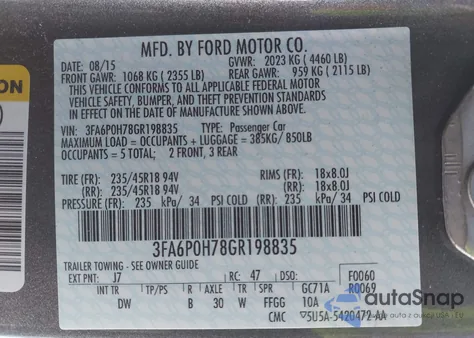 MFD. BY FORD MOTOR CO.
DATE: 08/15 GVWR: 2023 KG ( 4460 LB)
FRONT GAWR: 1068 KG ( 2355 LB) REAR GAWR: 959 KG ( 2115 LB)
THIS VEHICLE CONFORMS TO ALL APPLICABLE FEDERAL MOTOR VEHICLE
SAFETY, BUMPER, AND THEFT PREVENTION STANDARDS
IN EFFECT ON THE DATE OF MANUFACTURE SHOWN ABOVE.
VIN: 3FA6P0H78GR198835 TYPE: Passenger Car
MAXIMUM LOAD = OCCUPANTS + LUGGAGE = 385KG/ 850LB
OCCUPANTS: 5 TOTAL; 2 FRONT, 3 REAR
TIRE (FR): 235/45R18 94V RIMS (FR): 18x8.0J
(RR): 235/45R18 94V (RR): 18x8.0J
PRESSURE (FR): 235 kPa/ 34 PSI COLD (RR): 235 kPa/ 34 PSI COLD
3FA6P0H78GR198835
TRAILER TOWING - SEE OWNER GUIDE F0060
EXT PNT: J7 RC: 47 DSO: R0069
INT TR TP/PS R AXLE TR SPR GC71A
DW B 30 W FFGG 10A
CMC 5U5A-5420472-AA
autoSnap